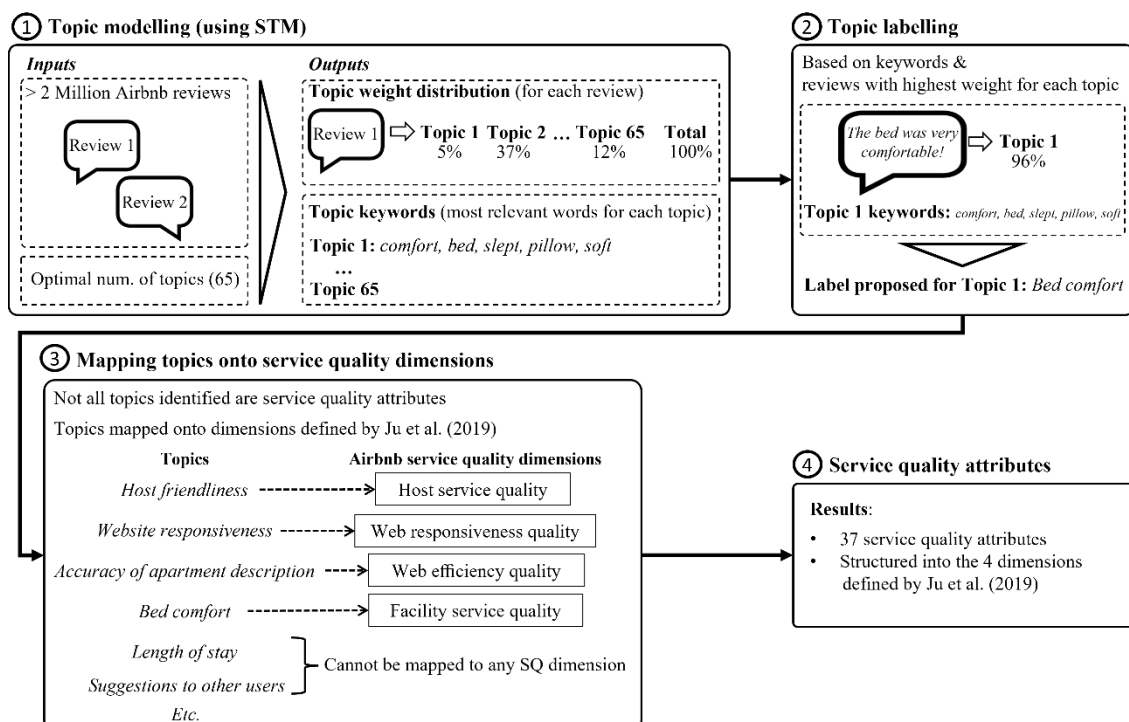 1 Topic modelling (using STM)
Inputs
> 2 Million Airbnb reviews
Review 1
Review 2
Optimal num. of topics (65)
Outputs
Topic weight distribution (for each review)
Review 1
Topic 1 Topic 2 … Topic 65 Total
5% 37% 12% 100%
Topic keywords (most relevant words for each topic)
Topic 1: comfort, bed, slept, pillow, soft
…
Topic 65
2 Topic labelling
Based on keywords &
reviews with highest weight for each topic
The bed was very
comfortable!
Topic 1
96%
Topic 1 keywords: comfort, bed, slept, pillow, soft
Label proposed for Topic 1: Bed comfort
3 Mapping topics onto service quality dimensions
Not all topics identified are service quality attributes
Topics mapped onto dimensions defined by Ju et al. (2019)
Topics Airbnb service quality dimensions
Host friendliness Host service quality
Website responsiveness Web responsiveness quality
Accuracy of apartment description Web efficiency quality
Bed comfort Facility service quality
Length of stay
Cannot be mapped to any SQ dimension
Suggestions to other users
Etc.
4 Service quality attributes
Results:
• 37 service quality attributes
• Structured into the 4 dimensions
defined by Ju et al. (2019)